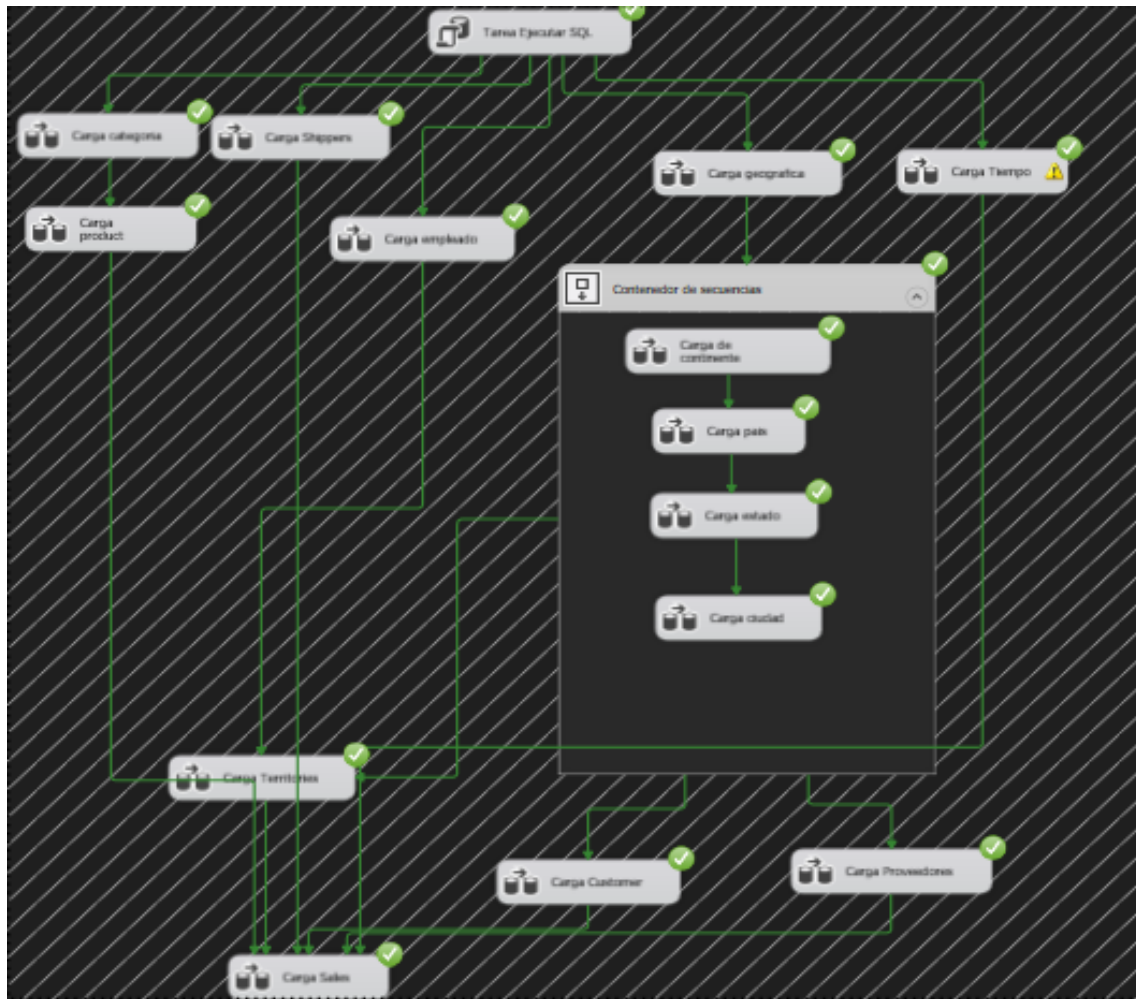 Tarea Ejecutar SQL
Carga categoria
Carga Shippers
Carga geografica
Carga Tiempo
Carga
product
Carga empleado
Contenedor de secuencias
Carga de
continente
Carga pais
Carga estado
Carga ciudad
Carga Territories
Carga Customer
Carga Proveedores
Carga Sales